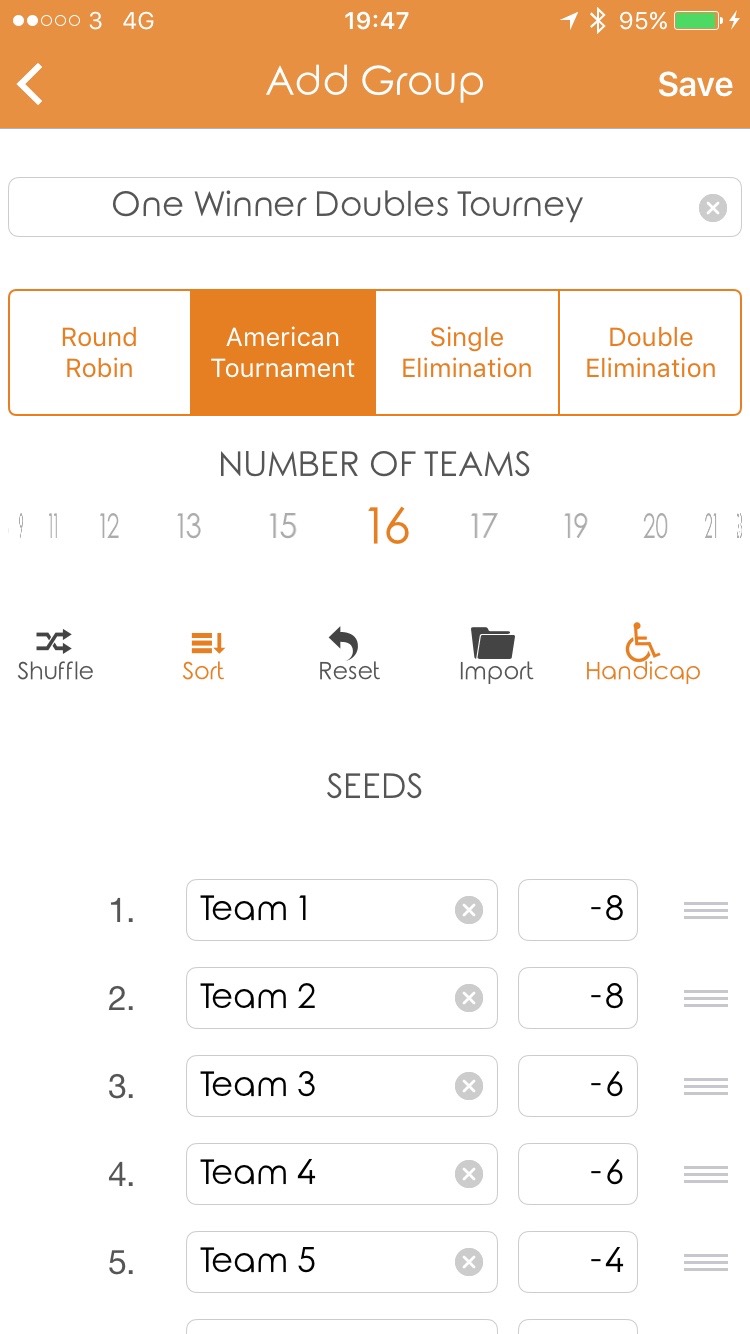 3 4G 19:47 95%
Add Group Save
One Winner Doubles Tourney
Round Robin
American Tournament
Single Elimination
Double Elimination
NUMBER OF TEAMS
9 11 12 13 15 16 17 19 20 21
Shuffle Sort Reset Import Handicap
SEEDS
1. Team 1 -8
2. Team 2 -8
3. Team 3 -6
4. Team 4 -6
5. Team 5 -4